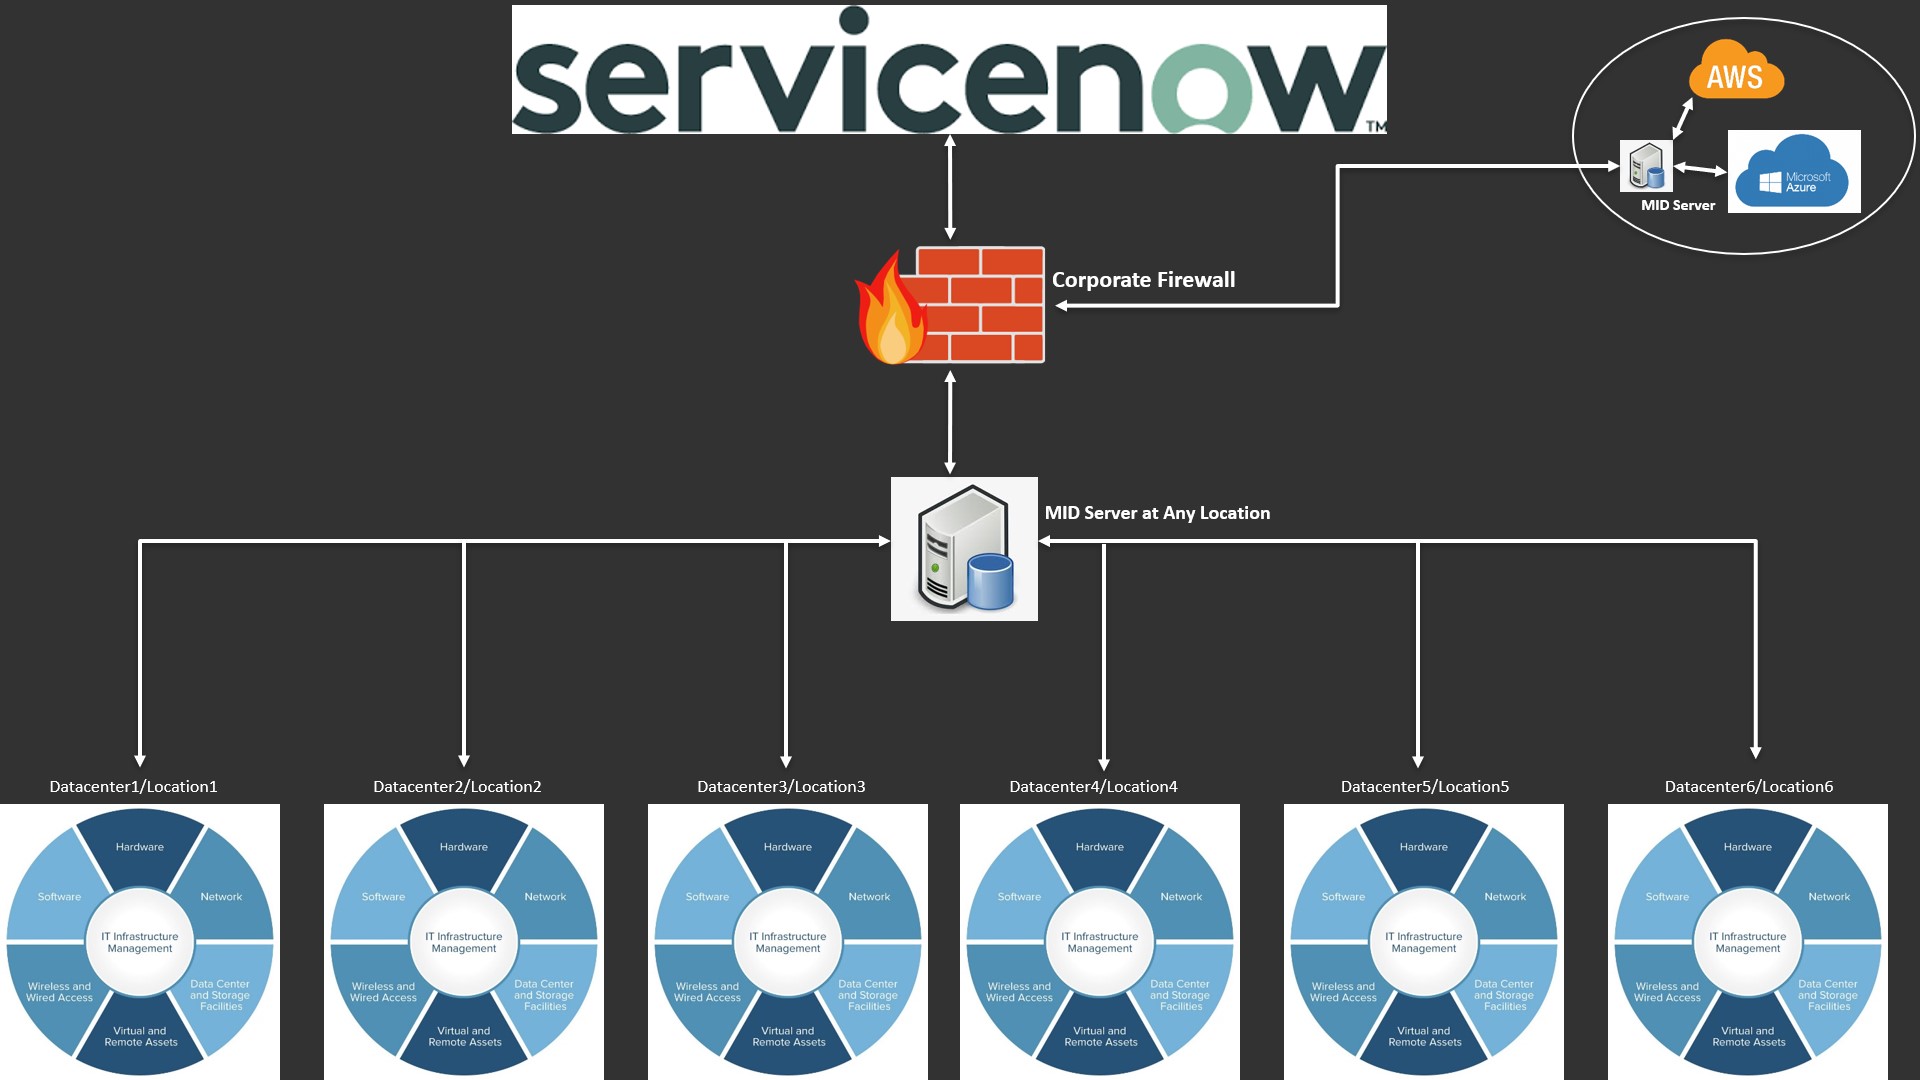 servicenow
TM
AWS
Microsoft
Azure
MID Server
Corporate Firewall
MID Server at Any Location
Datacenter1/Location1
Datacenter2/Location2
Datacenter3/Location3
Datacenter4/Location4
Datacenter5/Location5
Datacenter6/Location6
Hardware
Software
Network
IT Infrastructure
Management
Wireless and
Wired Access
Data Center
and Storage
Facilities
Virtual and
Remote Assets
Hardware
Software
Network
IT Infrastructure
Management
Wireless and
Wired Access
Data Center
and Storage
Facilities
Virtual and
Remote Assets
Hardware
Software
Network
IT Infrastructure
Management
Wireless and
Wired Access
Data Center
and Storage
Facilities
Virtual and
Remote Assets
Hardware
Software
Network
IT Infrastructure
Management
Wireless and
Wired Access
Data Center
and Storage
Facilities
Virtual and
Remote Assets
Hardware
Software
Network
IT Infrastructure
Management
Wireless and
Wired Access
Data Center
and Storage
Facilities
Virtual and
Remote Assets
Hardware
Software
Network
IT Infrastructure
Management
Wireless and
Wired Access
Data Center
and Storage
Facilities
Virtual and
Remote Assets